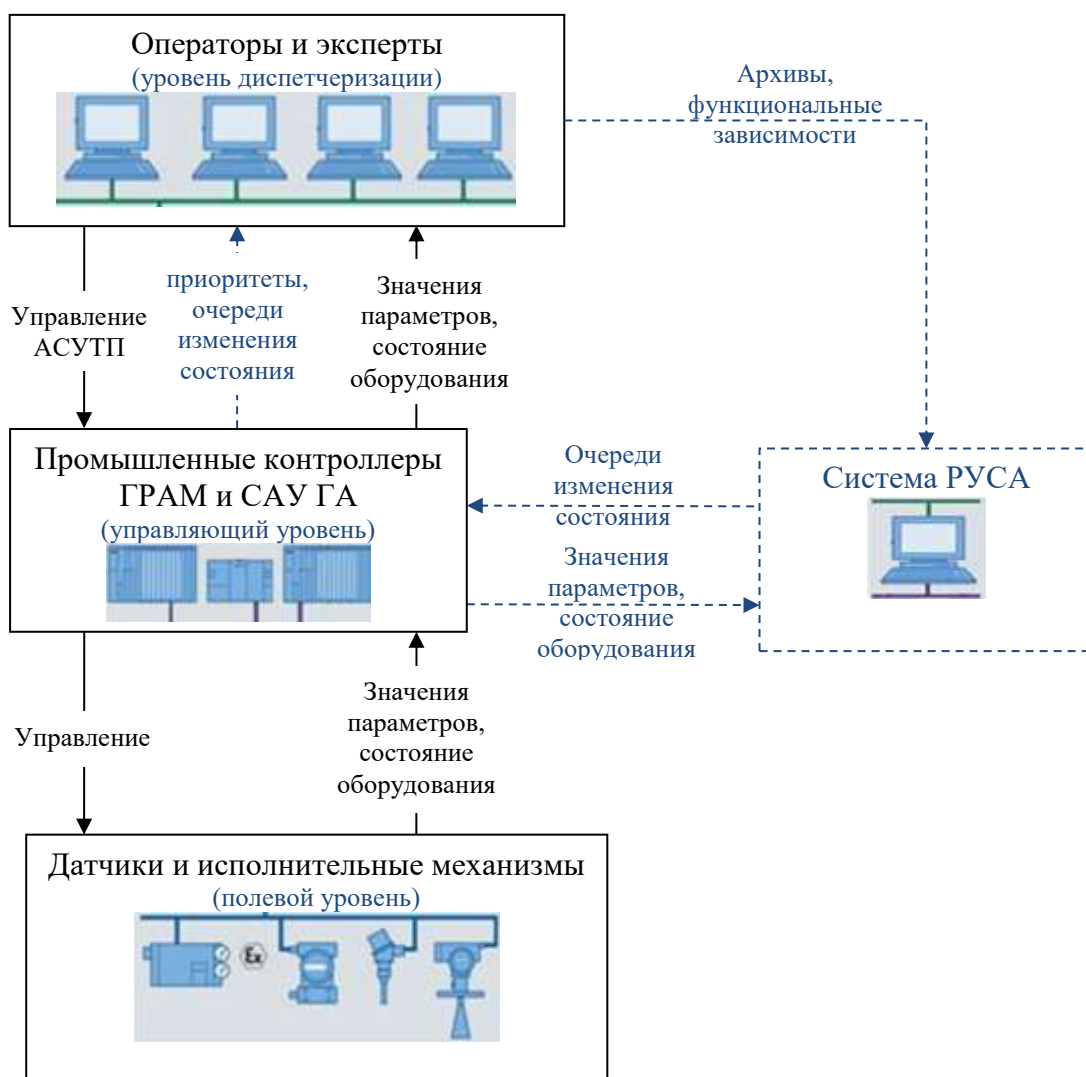 Операторы и эксперты
(уровень диспетчеризации)
Архивы,
функциональные
зависимости
Управление
АСУТП
приоритеты,
очереди
изменения
состояния
Значения
параметров,
состояние
оборудования
Промышленные контроллеры
ГРАМ и САУ ГА
(управляющий уровень)
Очереди
изменения
состояния
Значения
параметров,
состояние
оборудования
Система РУСА
Управление
Значения
параметров,
состояние
оборудования
Датчики и исполнительные механизмы
(полевой уровень)
Ex